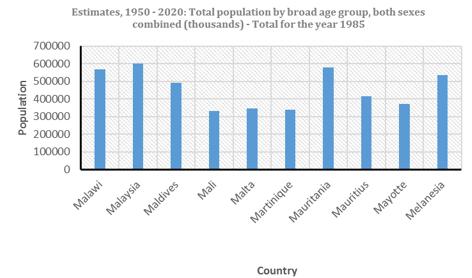 Estimates, 1950 - 2020: Total population by broad age group, both sexes
combined (thousands) - Total for the year 1985
Population
700000
600000
500000
400000
300000
200000
100000
0
Malawi
Malaysia
Maldives
Mali
Malta
Martinique
Mauritania
Mauritius
Mayotte
Melanesia
Country